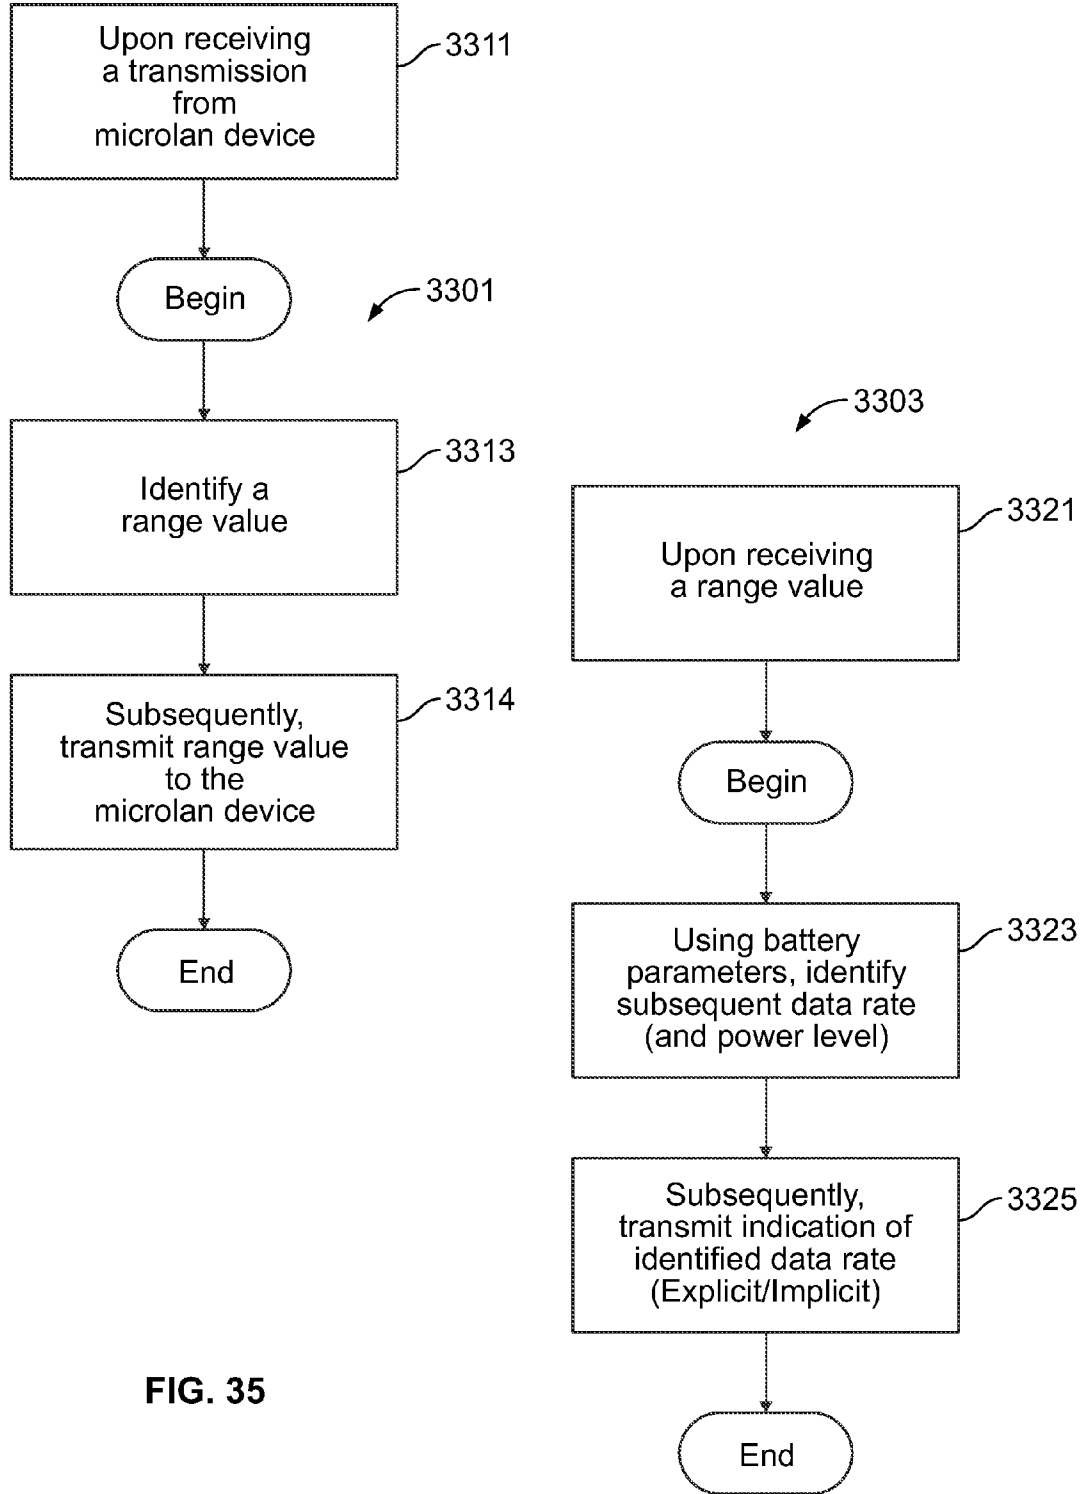 Upon receiving
a transmission
from
microlan device
3311
Begin
3301
Identify a
range value
3313
Subsequently,
transmit range value
to the
microlan device
3314
End
3303
Upon receiving
a range value
3321
Begin
Using battery
parameters, identify
subsequent data rate
(and power level)
3323
Subsequently,
transmit indication of
identified data rate
(Explicit/Implicit)
3325
End
FIG. 35